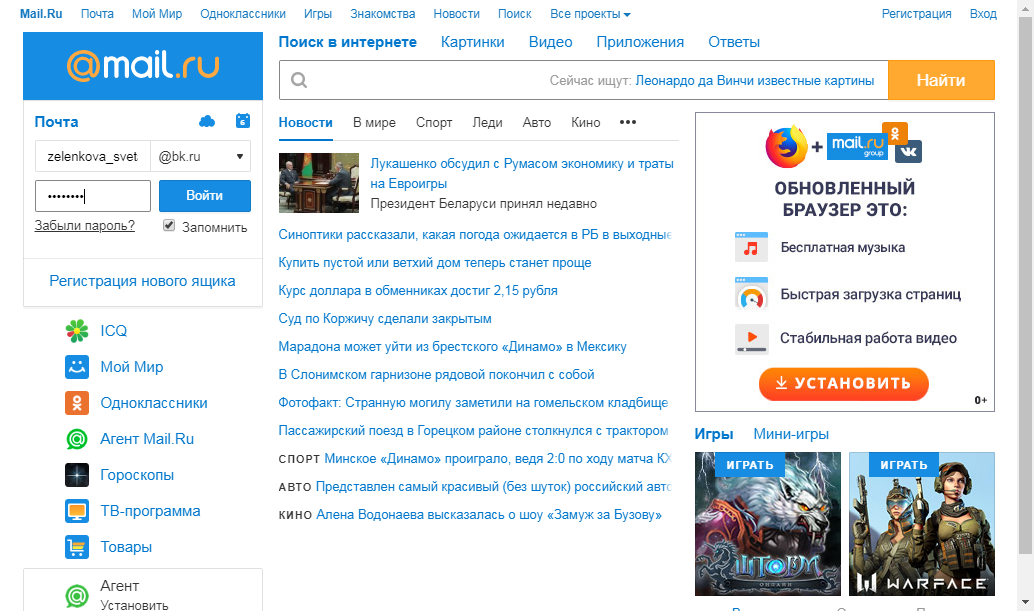 Mail.Ru Почта Мой Мир Одноклассники Игры Знакомства Новости Поиск Все проекты Регистрация Вход
@mail.ru
Поиск в интернете Картинки Видео Приложения Ответы
Сейчас ищут: Леонардо да Винчи известные картины Найти
Почта 6
zelenkova_svet @bk.ru
•••••••• Войти
Забыли пароль? Запомнить
Регистрация нового ящика
ICQ
Мой Мир
Одноклассники
Агент Mail.Ru
Гороскопы
ТВ-программа
Товары
Агент
Установить
Новости В мире Спорт Леди Авто Кино •••
Лукашенко обсудил с Румасом экономику и траты
на Евроигры
Президент Беларуси принял недавно
Синоптики рассказали, какая погода ожидается в РБ в выходные
Купить пустой или ветхий дом теперь станет проще
Курс доллара в обменниках достиг 2,15 рубля
Суд по Коржичу сделали закрытым
Марадона может уйти из брестского «Динамо» в Мексику
В Слонимском гарнизоне рядовой покончил с собой
Фотофакт: Странную могилу заметили на гомельском кладбище
Пассажирский поезд в Горецком районе столкнулся с трактором
СПОРТ Минское «Динамо» проиграло, ведя 2:0 по ходу матча КХ
АВТО Представлен самый красивый (без шуток) российский авто
КИНО Алена Водонаева высказалась о шоу «Замуж за Бузову»
+ mail.ru
group
ОБНОВЛЕННЫЙ
БРАУЗЕР ЭТО:
Бесплатная музыка
Быстрая загрузка страниц
Стабильная работа видео
УСТАНОВИТЬ
0+
Игры Мини-игры
ИГРАТЬ ИГРАТЬ
ШТОРМ
ОНЛАЙН
WARFACE